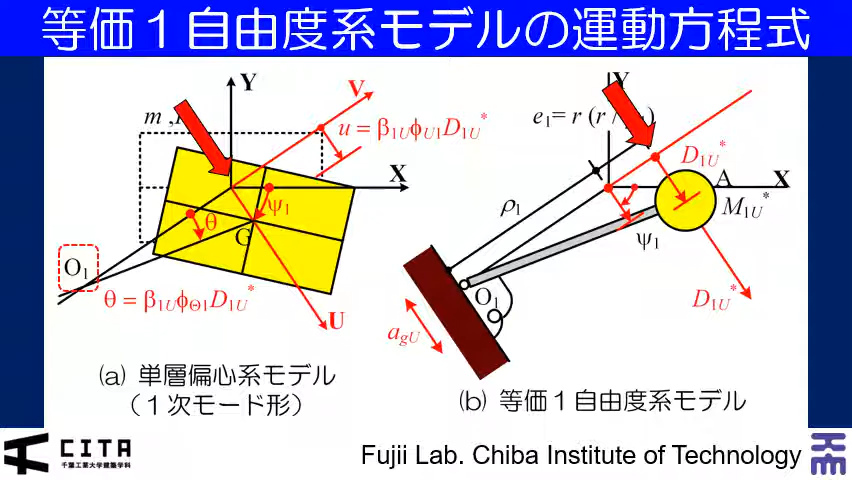 等価１自由度系モデルの運動方程式
Y
V
m ,I
u = β1UϕU1D1U*
X
ψ1
θ
G
O1
θ = β1UϕΘ1D1U*
U
(a) 単層偏心系モデル
（１次モード形）
Y
e1= r (r /
D1U*
A
X
M1U*
ρ1
ψ1
O1
D1U*
agU
(b) 等価１自由度系モデル
CITA
千葉工業大学建築学科
Fujii Lab. Chiba Institute of Technology